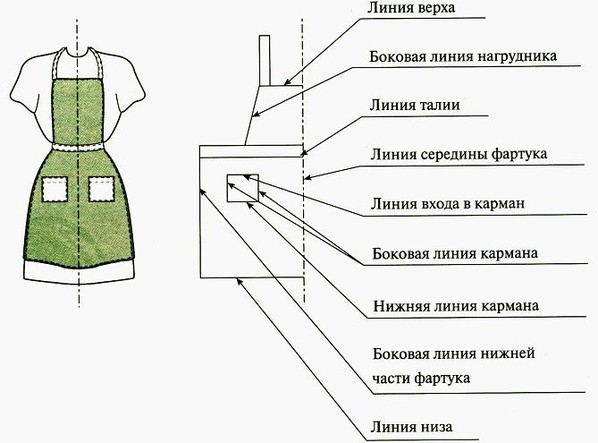 Линия верха
Боковая линия нагрудника
Линия талии
Линия середины фартука
Линия входа в карман
Боковая линия кармана
Нижняя линия кармана
Боковая линия нижней
части фартука
Линия низа